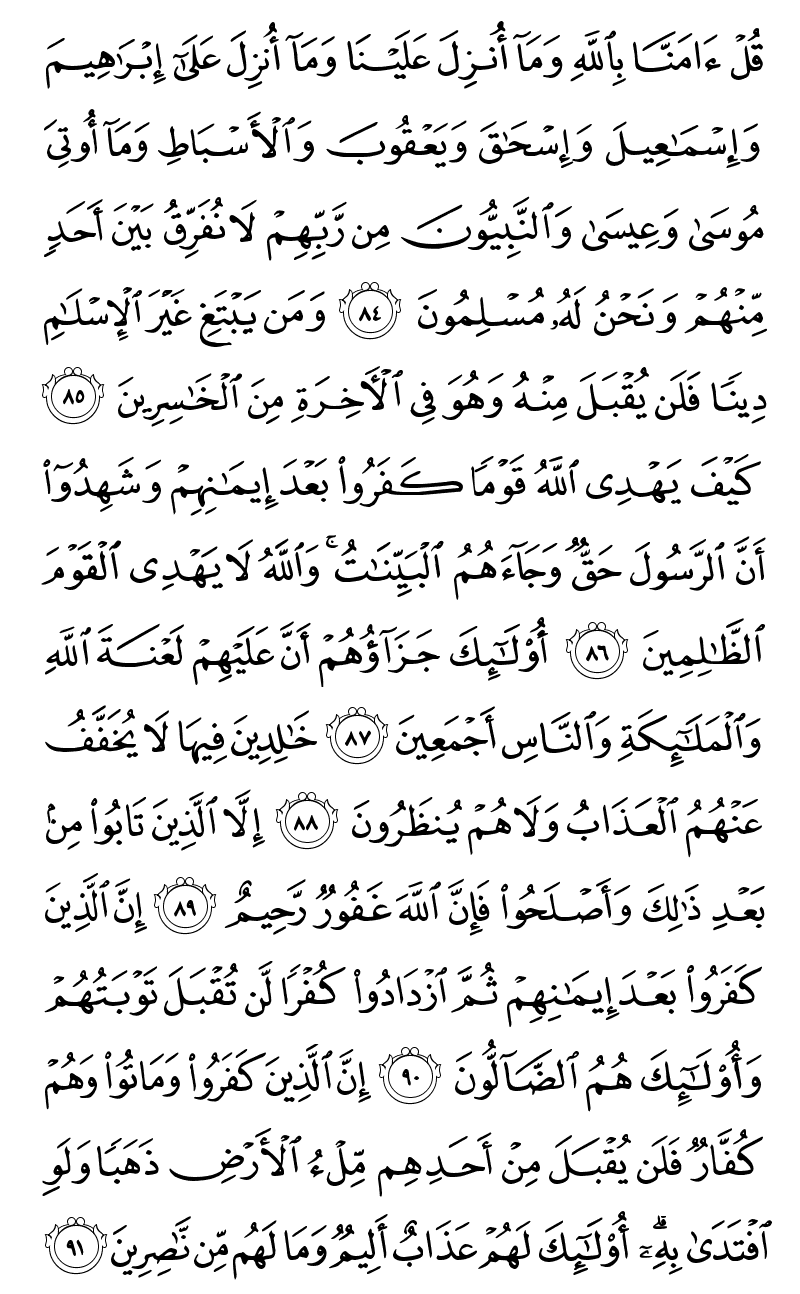 قُلۡ ءَامَنَّا بِٱللَّهِ وَمَآ أُنزِلَ عَلَيۡنَا وَمَآ أُنزِلَ عَلَىٰٓ إِبۡرَٰهِيمَ
وَإِسۡمَٰعِيلَ وَإِسۡحَٰقَ وَيَعۡقُوبَ وَٱلۡأَسۡبَاطِ وَمَآ أُوتِيَ
مُوسَىٰ وَعِيسَىٰ وَٱلنَّبِيُّونَ مِن رَّبِّهِمۡ لَا نُفَرِّقُ بَيۡنَ أَحَدٖ
مِّنۡهُمۡ وَنَحۡنُ لَهُۥ مُسۡلِمُونَ ٨٤ وَمَن يَبۡتَغِ غَيۡرَ ٱلۡإِسۡلَٰمِ
دِينٗا فَلَن يُقۡبَلَ مِنۡهُ وَهُوَ فِي ٱلۡأٓخِرَةِ مِنَ ٱلۡخَٰسِرِينَ ٨٥
كَيۡفَ يَهۡدِي ٱللَّهُ قَوۡمٗا كَفَرُواْ بَعۡدَ إِيمَٰنِهِمۡ وَشَهِدُوٓاْ
أَنَّ ٱلرَّسُولَ حَقّٞ وَجَآءَهُمُ ٱلۡبَيِّنَٰتُۚ وَٱللَّهُ لَا يَهۡدِي ٱلۡقَوۡمَ
ٱلظَّٰلِمِينَ ٨٦ أُوْلَٰٓئِكَ جَزَآؤُهُمۡ أَنَّ عَلَيۡهِمۡ لَعۡنَةَ ٱللَّهِ
وَٱلۡمَلَٰٓئِكَةِ وَٱلنَّاسِ أَجۡمَعِينَ ٨٧ خَٰلِدِينَ فِيهَا لَا يُخَفَّفُ
عَنۡهُمُ ٱلۡعَذَابُ وَلَا هُمۡ يُنظَرُونَ ٨٨ إِلَّا ٱلَّذِينَ تَابُواْ مِنۢ
بَعۡدِ ذَٰلِكَ وَأَصۡلَحُواْ فَإِنَّ ٱللَّهَ غَفُورٞ رَّحِيمٌ ٨٩ إِنَّ ٱلَّذِينَ
كَفَرُواْ بَعۡدَ إِيمَٰنِهِمۡ ثُمَّ ٱزۡدَادُواْ كُفۡرٗا لَّن تُقۡبَلَ تَوۡبَتُهُمۡ
وَأُوْلَٰٓئِكَ هُمُ ٱلضَّآلُّونَ ٩٠ إِنَّ ٱلَّذِينَ كَفَرُواْ وَمَاتُواْ وَهُمۡ
كُفَّارٞ فَلَن يُقۡبَلَ مِنۡ أَحَدِهِم مِّلۡءُ ٱلۡأَرۡضِ ذَهَبٗا وَلَوِ
ٱفۡتَدَىٰ بِهِۦٓۗ أُوْلَٰٓئِكَ لَهُمۡ عَذَابٌ أَلِيمٞ وَمَا لَهُم مِّن نَّٰصِرِينَ ٩١